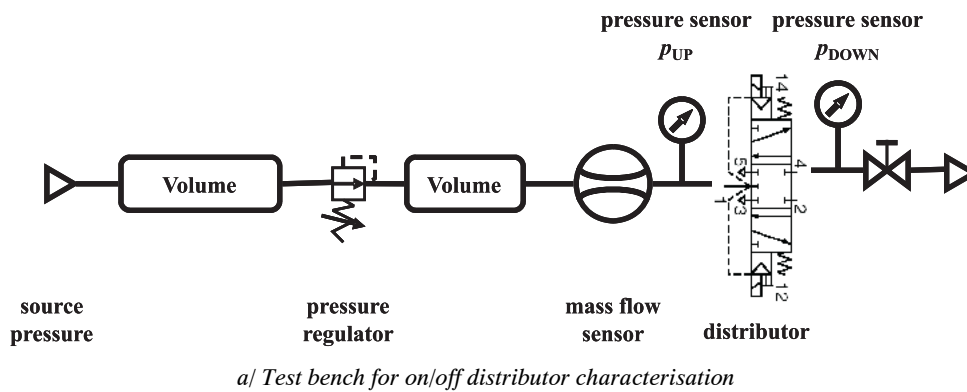 pressure sensor
p_UP
pressure sensor
p_DOWN
14
5
4
Volume
Volume
1
3
2
12
source
pressure
pressure
regulator
mass flow
sensor
distributor
a/ Test bench for on/off distributor characterisation